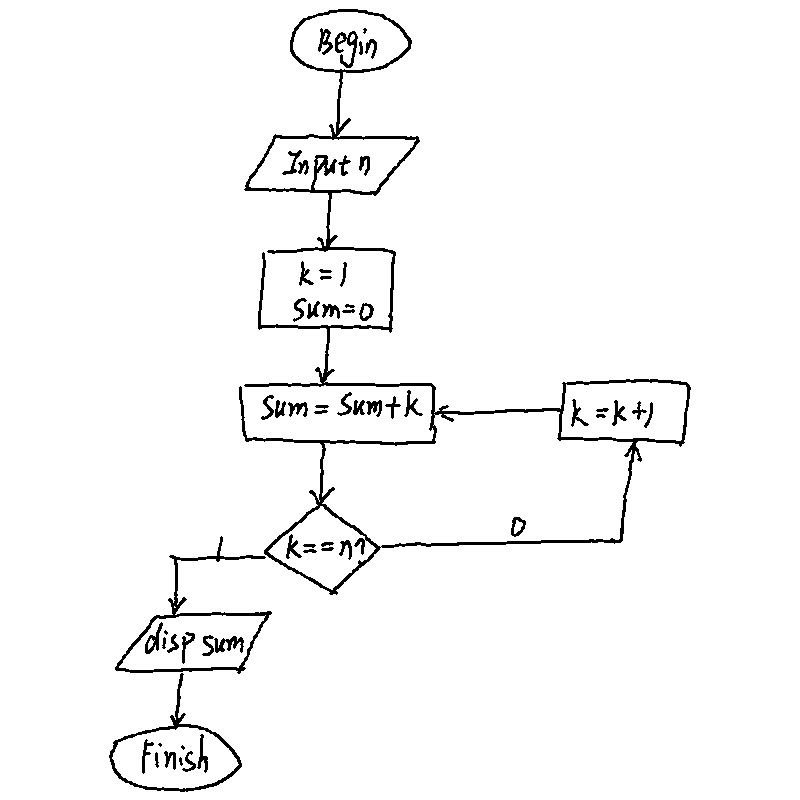 Begin
Input n
k = 1
sum = 0
sum = sum + k
k = k + 1
k == n?
0
1
disp sum
Finish